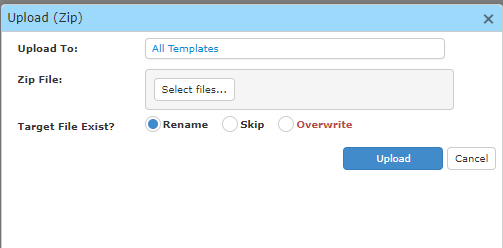 Upload (Zip)
Upload To: All Templates
Zip File: Select files...
Target File Exist? Rename Skip Overwrite
Upload Cancel